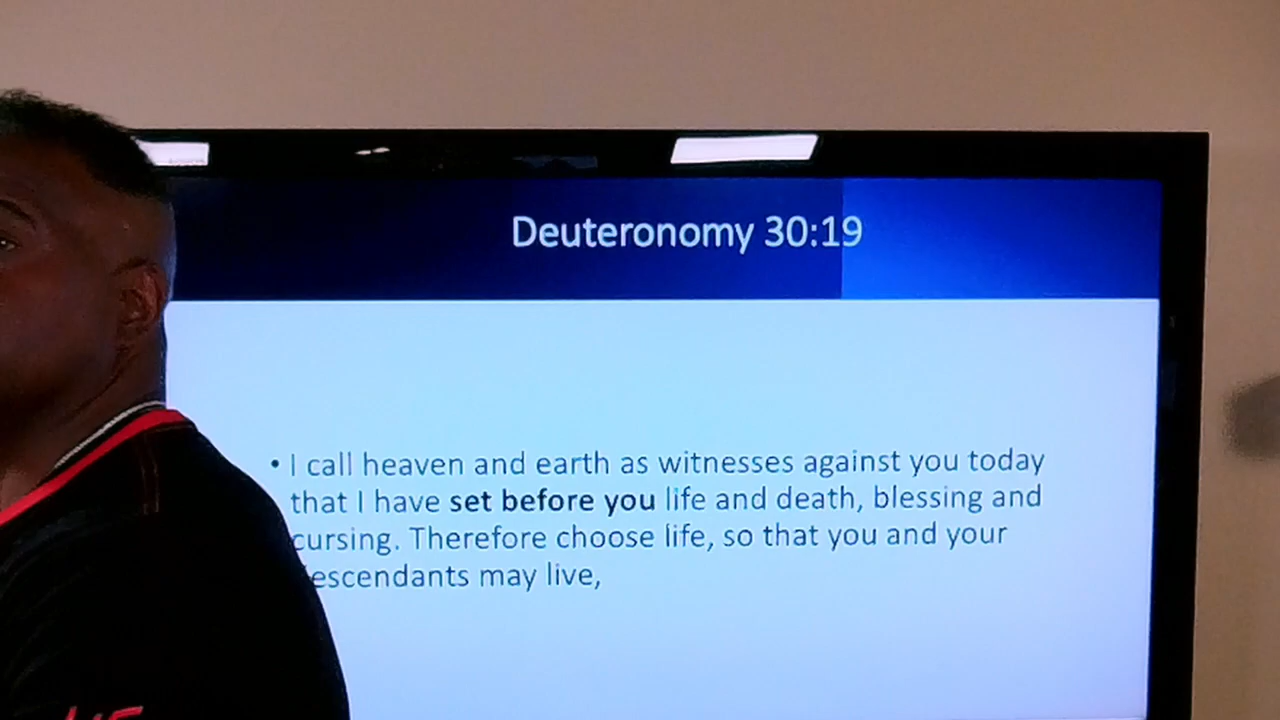 Deuteronomy 30:19
• I call heaven and earth as witnesses against you today
that I have set before you life and death, blessing and
cursing. Therefore choose life, so that you and your
escendants may live,